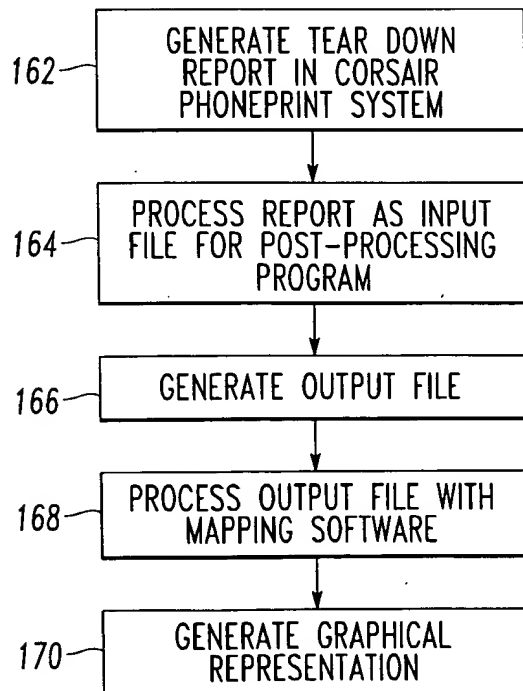 162
GENERATE TEAR DOWN
REPORT IN CORSAIR
PHONEPRINT SYSTEM
164
PROCESS REPORT AS INPUT
FILE FOR POST-PROCESSING
PROGRAM
166
GENERATE OUTPUT FILE
168
PROCESS OUTPUT FILE WITH
MAPPING SOFTWARE
170
GENERATE GRAPHICAL
REPRESENTATION